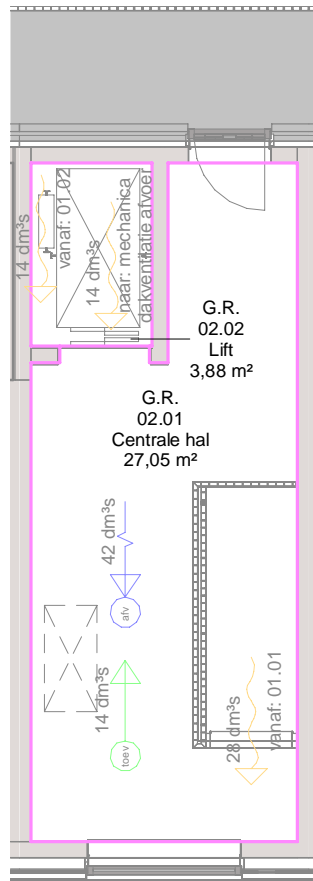 14 dm³s
vanaf: 01.02
14 dm³s
naar: mechanica
dakventilatie afvoer
G.R.
02.02
Lift
3,88 m²
G.R.
02.01
Centrale hal
27,05 m²
42 dm³s
afv
14 dm³s
toev
28 dm³s
vanaf: 01.01